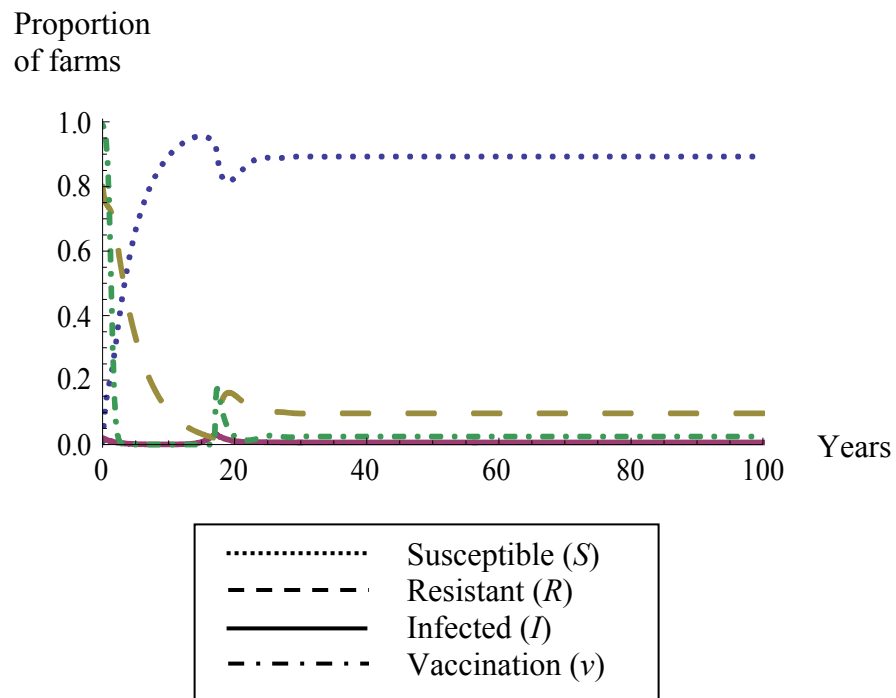 Proportion
of farms
1.0
0.8
0.6
0.4
0.2
0.0
0 20 40 60 80 100 Years
Susceptible (S)
Resistant (R)
Infected (I)
Vaccination (v)